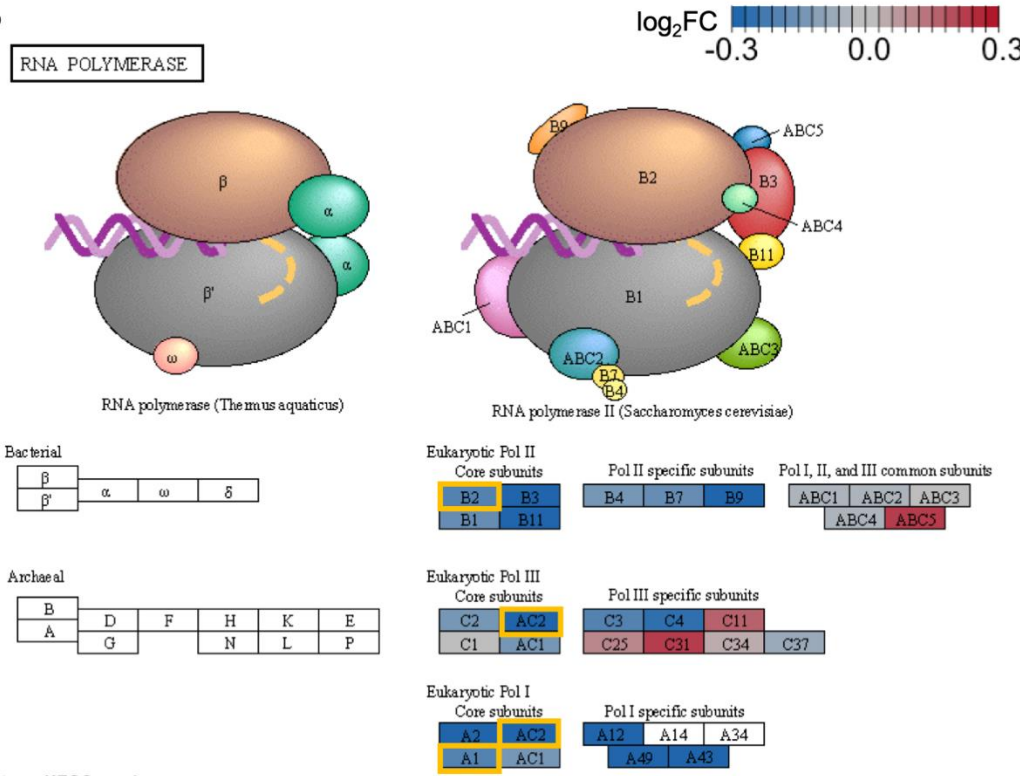 log₂FC
-0.3 0.0 0.3
RNA POLYMERASE
β
α
α
β'
ω
RNA polymerase (Thermus aquaticus)
B9
ABC5
B2
B3
ABC4
B11
B1
ABC1
ABC2
ABC3
B7
B4
RNA polymerase II (Saccharomyces cerevisiae)
Bacterial
β
β' α ω δ
Eukaryotic Pol II
Core subunits
B2 B3
B1 B11
Pol II specific subunits
B4 B7 B9
Pol I, II, and III common subunits
ABC1 ABC2 ABC3
ABC4 ABC5
Archaeal
B
A
D F H K E
G N L P
Eukaryotic Pol III
Core subunits
C2 AC2
C1 AC1
Pol III specific subunits
C3 C4 C11
C25 C31 C34 C37
Eukaryotic Pol I
Core subunits
A2 AC2
A1 AC1
Pol I specific subunits
A12 A14 A34
A49 A43